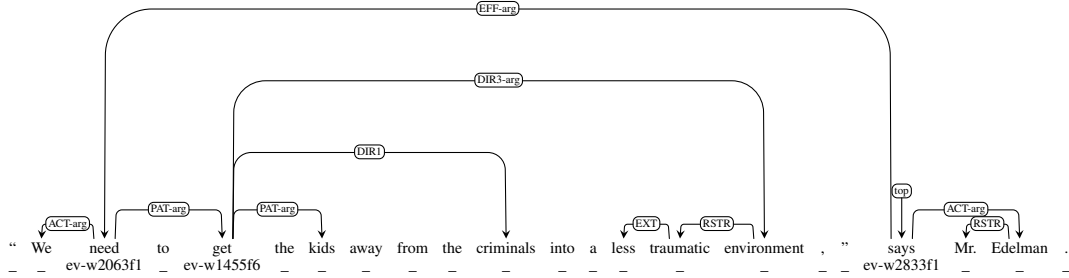 EFF-arg
DIR3-arg
DIR1
top
ACT-arg PAT-arg PAT-arg EXT RSTR ACT-arg
RSTR
“ We need to get the kids away from the criminals into a less traumatic environment , ” says Mr. Edelman .
_ _ ev-w2063f1 _ ev-w1455f6 _ _ _ _ _ _ _ _ _ _ _ _ _ ev-w2833f1 _ _ _